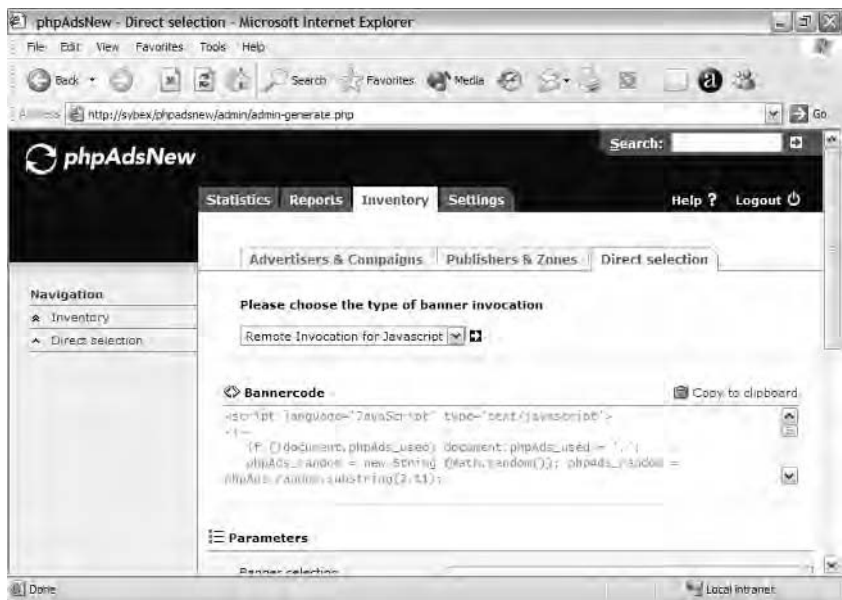 phpAdsNew - Direct selection - Microsoft Internet Explorer
File Edit View Favorites Tools Help
Back Search Favorites Media
Address http://sybex/phpadsnew/admin/admin-generate.php Go
phpAdsNew
Search:
Statistics Reports Inventory Settings Help ? Logout
Advertisers & Campaigns Publishers & Zones Direct selection
Navigation
Inventory
Direct selection
Please choose the type of banner invocation
Remote Invocation for Javascript
Bannercode Copy to clipboard
<script language='JavaScript' type='text/javascript'>
<!--
if (!document.phpAds_used) document.phpAds_used = ',';
phpAds_random = new String (Math.random()); phpAds_random =
phpAds_random.substring(2,11);
Parameters
Banner selection
Done Local intranet